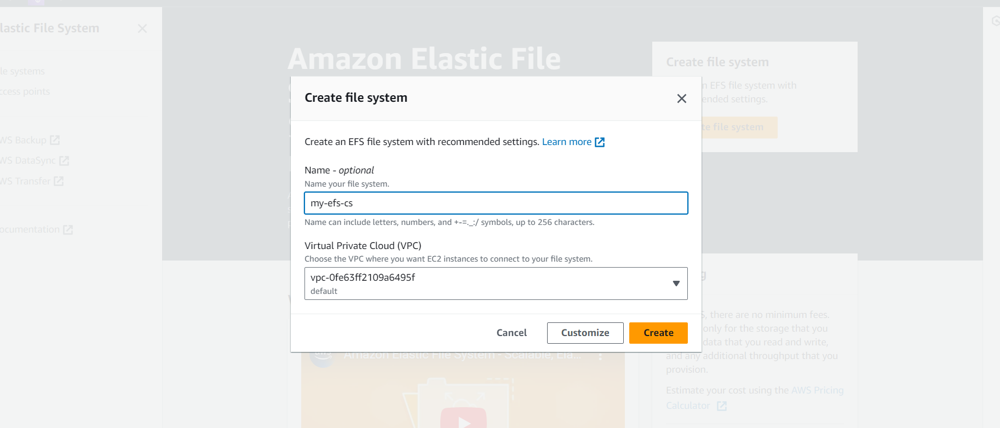 lastic File System
le systems
ccess points
WS Backup
WS DataSync
WS Transfer
ocumentation
Amazon Elastic File
Create file system
n EFS file system with
ended settings.
te file system
Create file system
Create an EFS file system with recommended settings. Learn more
Name - optional
Name your file system.
my-efs-cs
Name can include letters, numbers, and +-=._:/ symbols, up to 256 characters.
Virtual Private Cloud (VPC)
Choose the VPC where you want EC2 instances to connect to your file system.
vpc-0fe63ff2109a6495f
default
Cancel
Customize
Create
g
S, there are no minimum fees.
only for the storage that you
data that you read and write,
and any additional throughput that you
provision.
Estimate your cost using the AWS Pricing
Calculator
Amazon Elastic File System - Scalable, Ela...